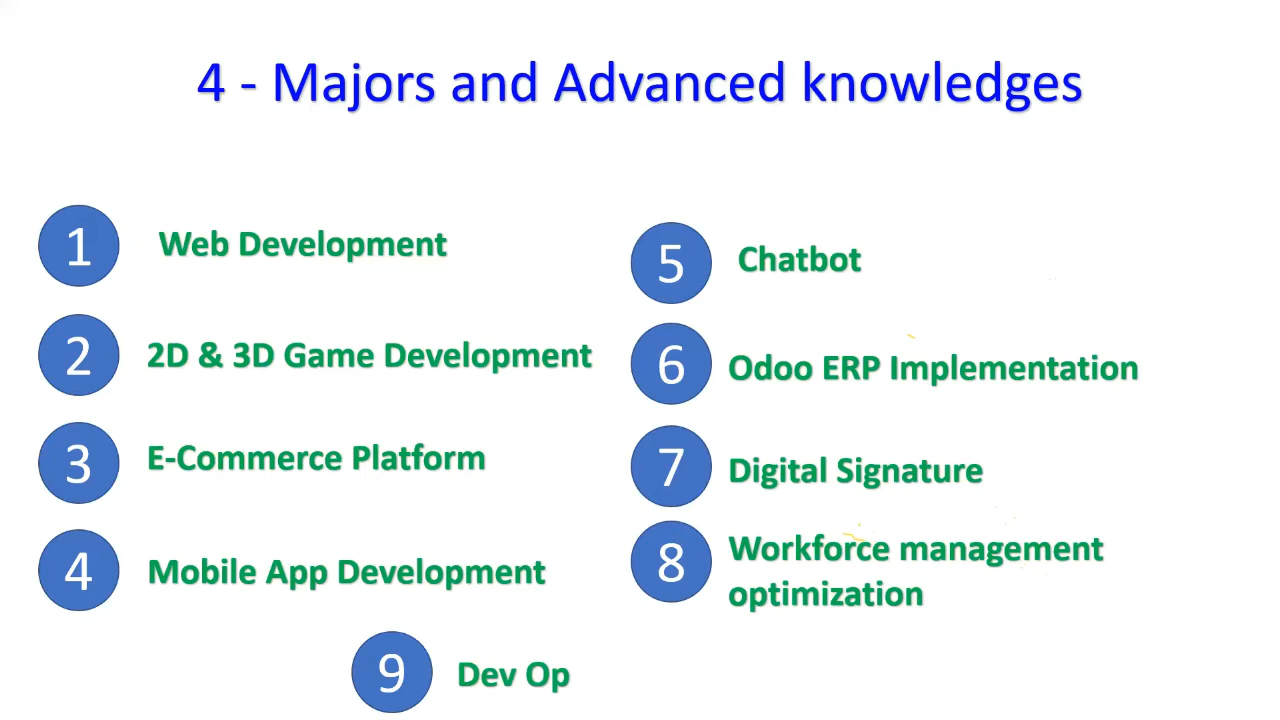 4 - Majors and Advanced knowledges
1 Web Development
2 2D & 3D Game Development
3 E-Commerce Platform
4 Mobile App Development
5 Chatbot
6 Odoo ERP Implementation
7 Digital Signature
8 Workforce management
optimization
9 Dev Op